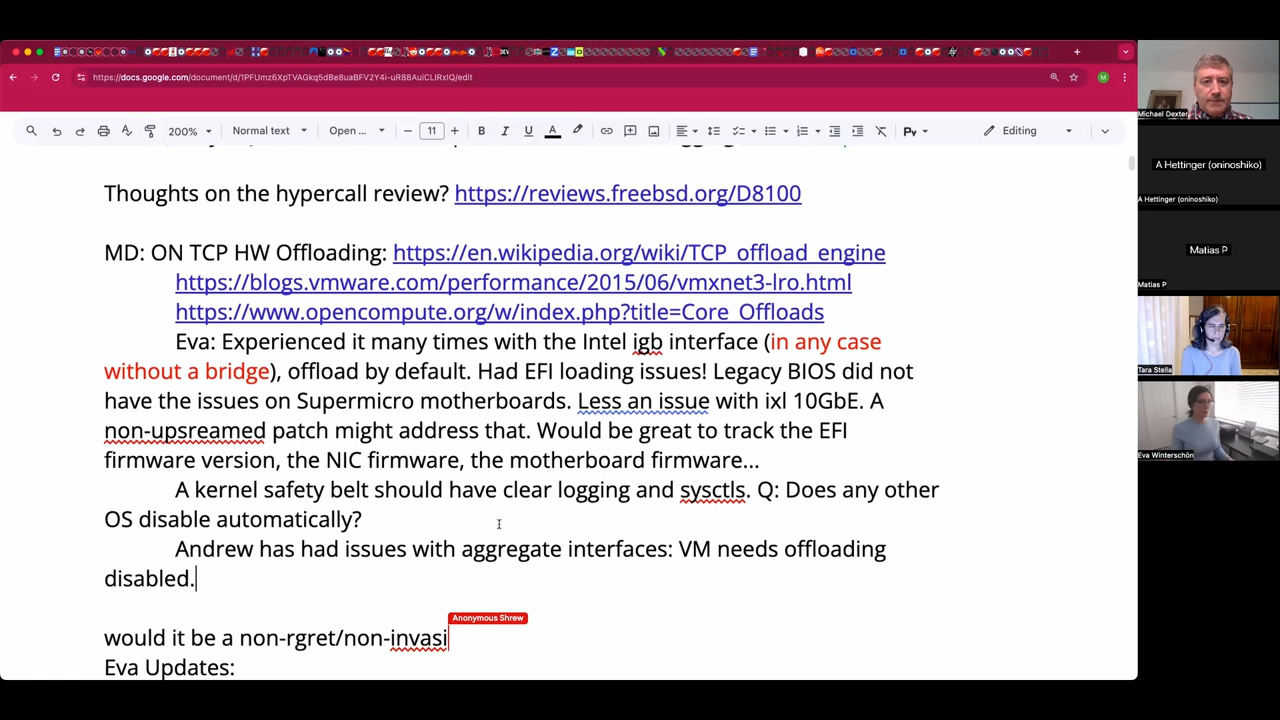 https://docs.google.com/document/d/1PFUmz6XpTVAGkq5dBe8uaBFV2Y4i-uR88AuiCLIRxIQ/edit
M
200%
Normal text
Open ...
11
Editing
Thoughts on the hypercall review? https://reviews.freebsd.org/D8100
MD: ON TCP HW Offloading: https://en.wikipedia.org/wiki/TCP_offload_engine
https://blogs.vmware.com/performance/2015/06/vmxnet3-lro.html
https://www.opencompute.org/w/index.php?title=Core_Offloads
Eva: Experienced it many times with the Intel igb interface (in any case
without a bridge), offload by default. Had EFI loading issues! Legacy BIOS did not
have the issues on Supermicro motherboards. Less an issue with ixl 10GbE. A
non-upsreamed patch might address that. Would be great to track the EFI
firmware version, the NIC firmware, the motherboard firmware...
A kernel safety belt should have clear logging and sysctls. Q: Does any other
OS disable automatically?
Andrew has had issues with aggregate interfaces: VM needs offloading
disabled.
Anonymous Shrew
would it be a non-rgret/non-invasi
Eva Updates:
Michael Dexter
A Hettinger (oninoshiko)
A Hettinger (oninoshiko)
Matias P
Matias P
Tara Stella
Eva Winterschön